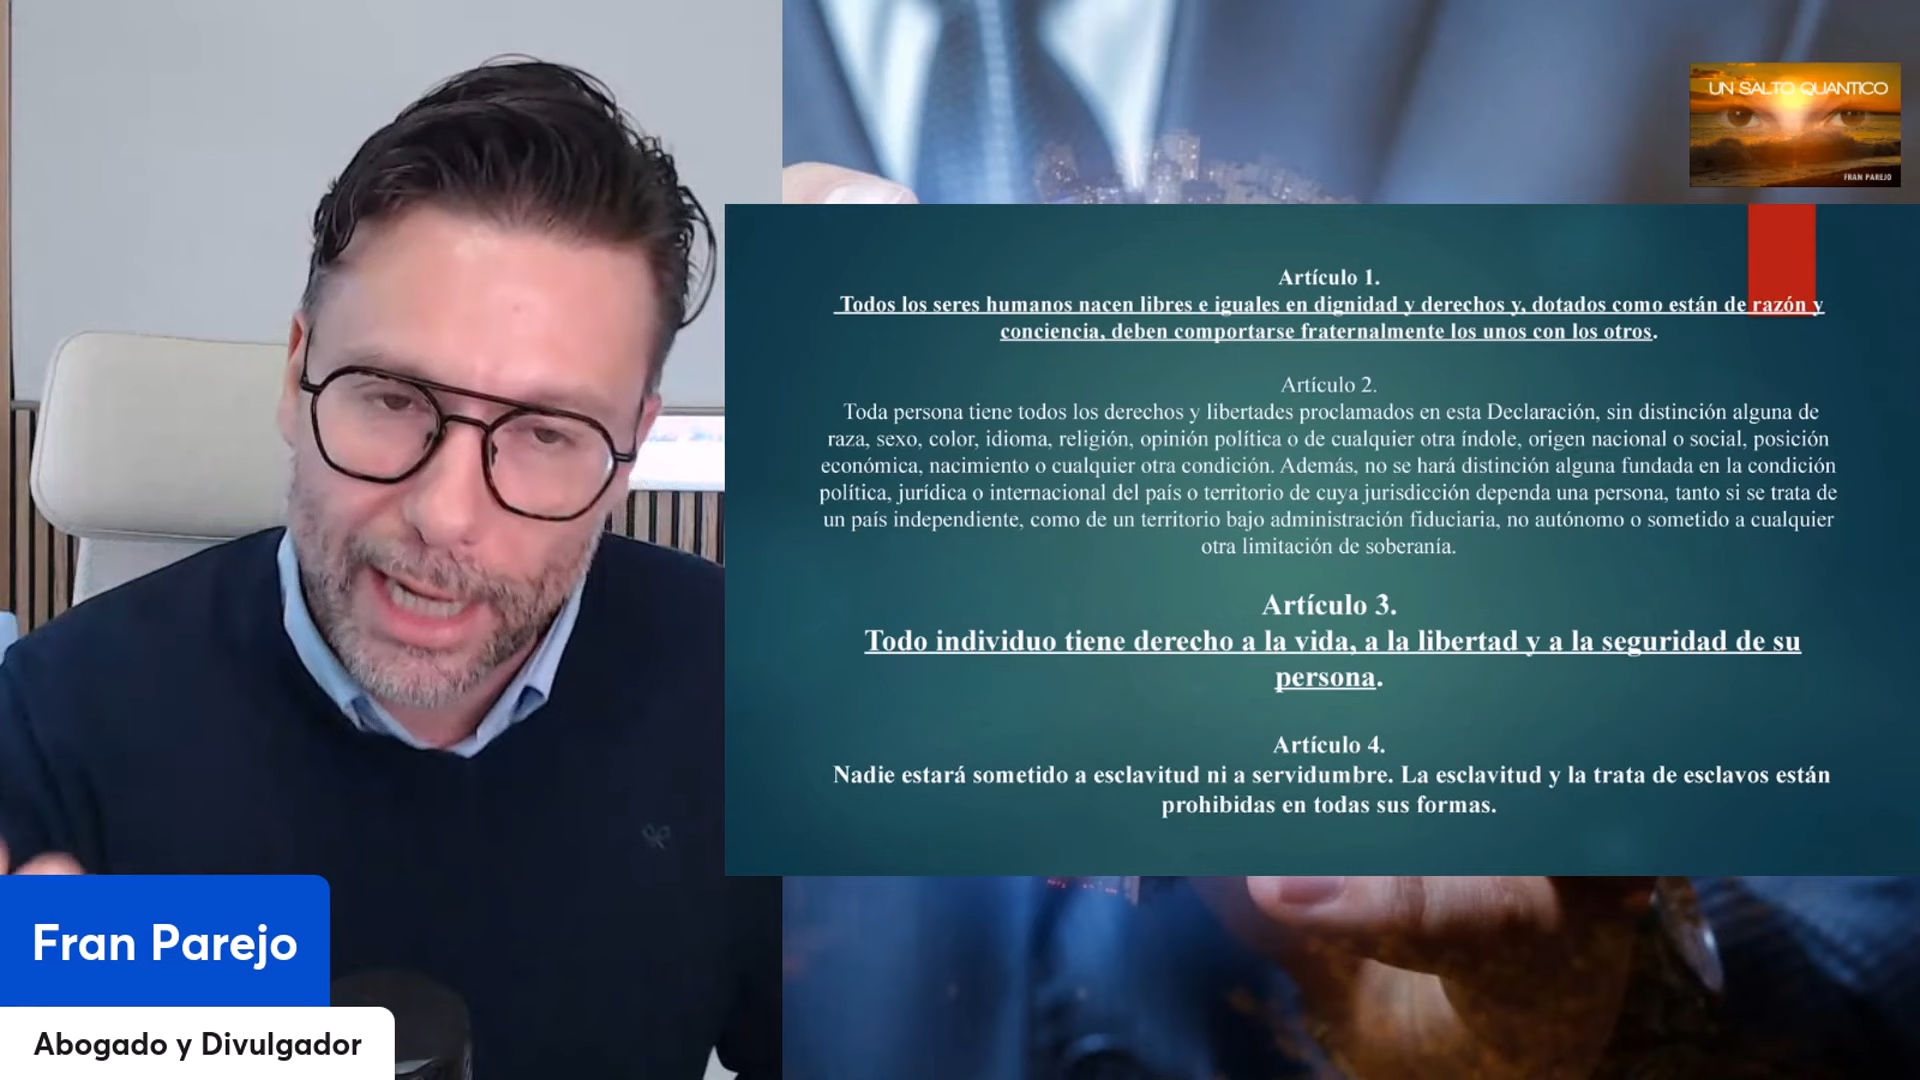 UN SALTO QUANTICO
FRAN PAREJO
Artículo 1.
Todos los seres humanos nacen libres e iguales en dignidad y derechos y, dotados como están de razón y
conciencia, deben comportarse fraternalmente los unos con los otros.
Artículo 2.
Toda persona tiene todos los derechos y libertades proclamados en esta Declaración, sin distinción alguna de
raza, sexo, color, idioma, religión, opinión política o de cualquier otra índole, origen nacional o social, posición
económica, nacimiento o cualquier otra condición. Además, no se hará distinción alguna fundada en la condición
política, jurídica o internacional del país o territorio de cuya jurisdicción dependa una persona, tanto si se trata de
un país independiente, como de un territorio bajo administración fiduciaria, no autónomo o sometido a cualquier
otra limitación de soberanía.
Artículo 3.
Todo individuo tiene derecho a la vida, a la libertad y a la seguridad de su
persona.
Artículo 4.
Nadie estará sometido a esclavitud ni a servidumbre. La esclavitud y la trata de esclavos están
prohibidas en todas sus formas.
Fran Parejo
Abogado y Divulgador